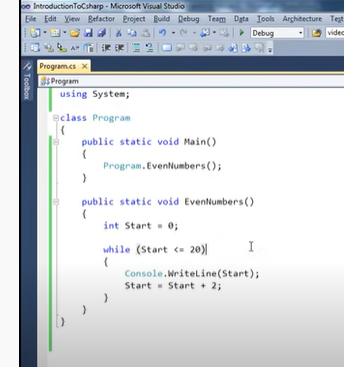 IntroductionToCsharp - Microsoft Visual Studio
File Edit View Refactor Project Build Debug Team Data Tools Architecture Test
Debug video
Program.cs X
Toolbox
Program
using System;
class Program
{
public static void Main()
{
Program.EvenNumbers();
}
public static void EvenNumbers()
{
int Start = 0;
while (Start <= 20)
{
Console.WriteLine(Start);
Start = Start + 2;
}
}
}